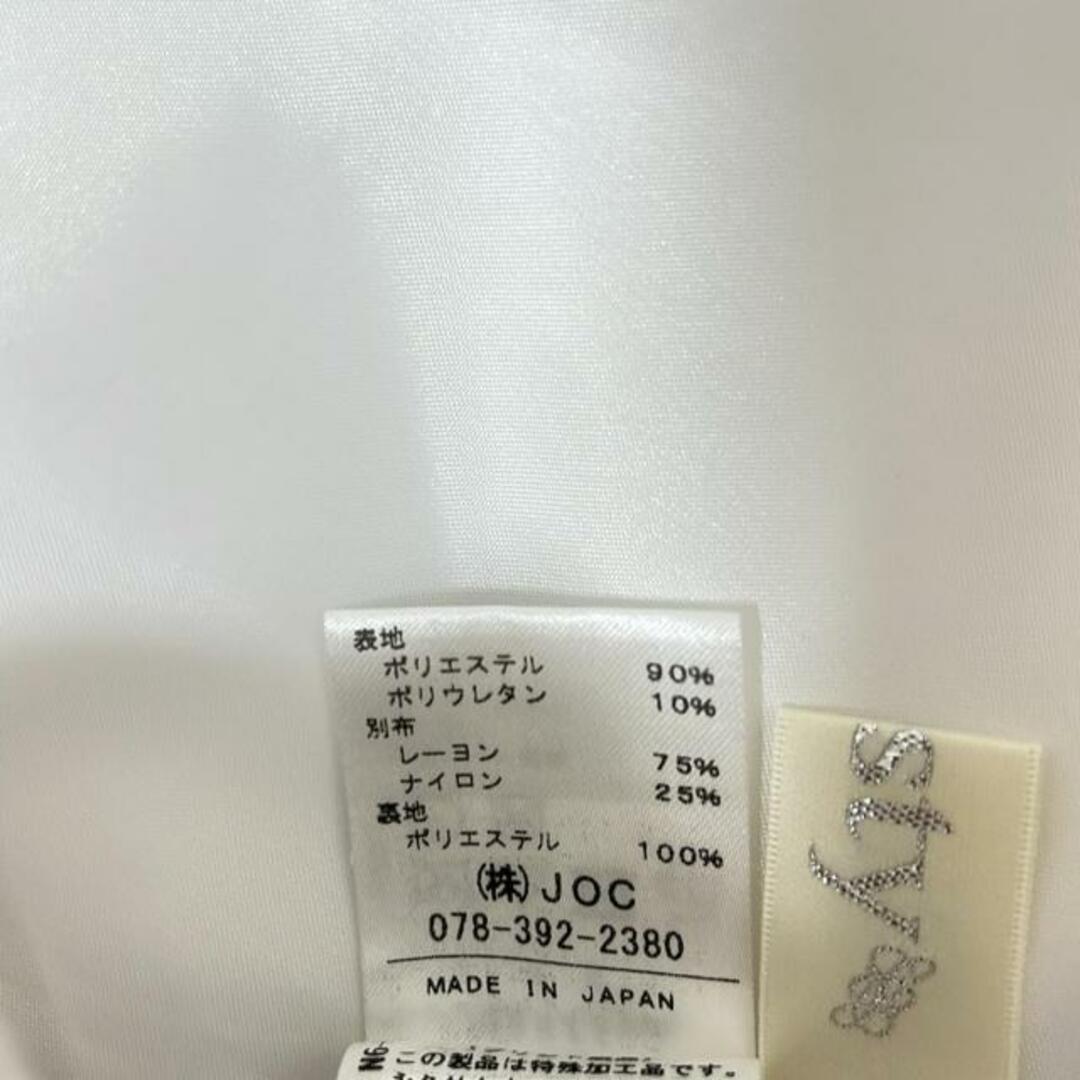 表地
ポリエステル 90%
ポリウレタン 10%
別布
レーヨン 75%
ナイロン 25%
裏地
ポリエステル 100%
(株)JOC
078-392-2380
MADE IN JAPAN
この製品は特殊加工品です。
sty